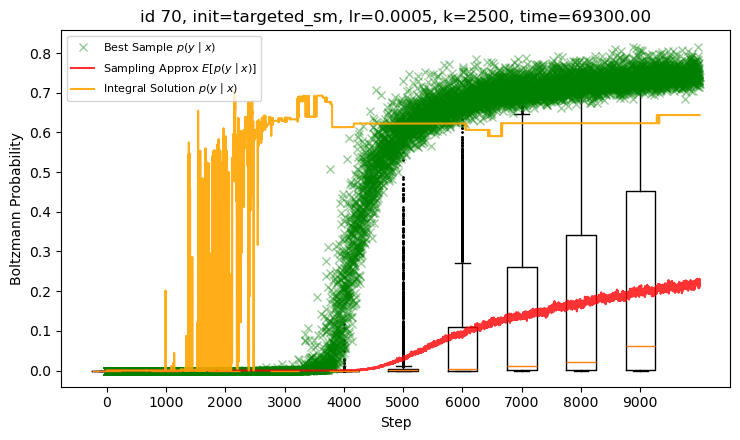 id 70, init=targeted_sm, lr=0.0005, k=2500, time=69300.00
Best Sample p(y | x)
Sampling Approx E[p(y | x)]
Integral Solution p(y | x)
Boltzmann Probability
0.8
0.7
0.6
0.5
0.4
0.3
0.2
0.1
0.0
0 1000 2000 3000 4000 5000 6000 7000 8000 9000
Step